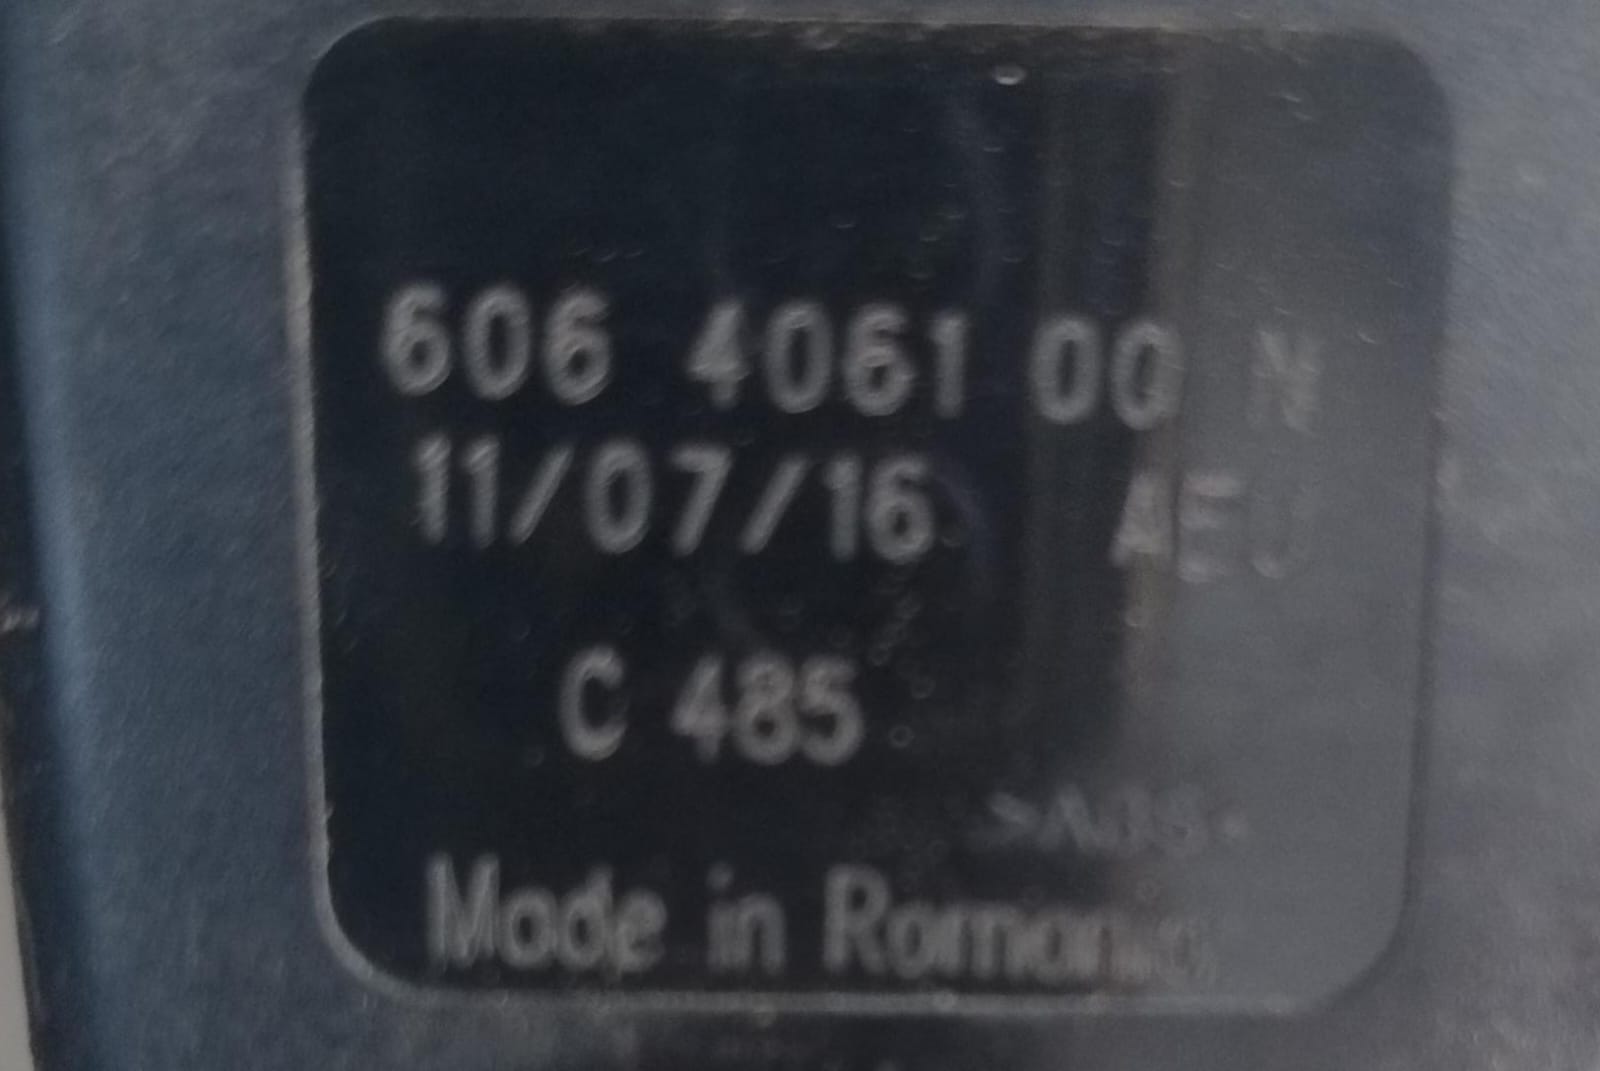 606 4061 00 N
11/07/16 AEU
C 485
>ABS<
Made in Romania